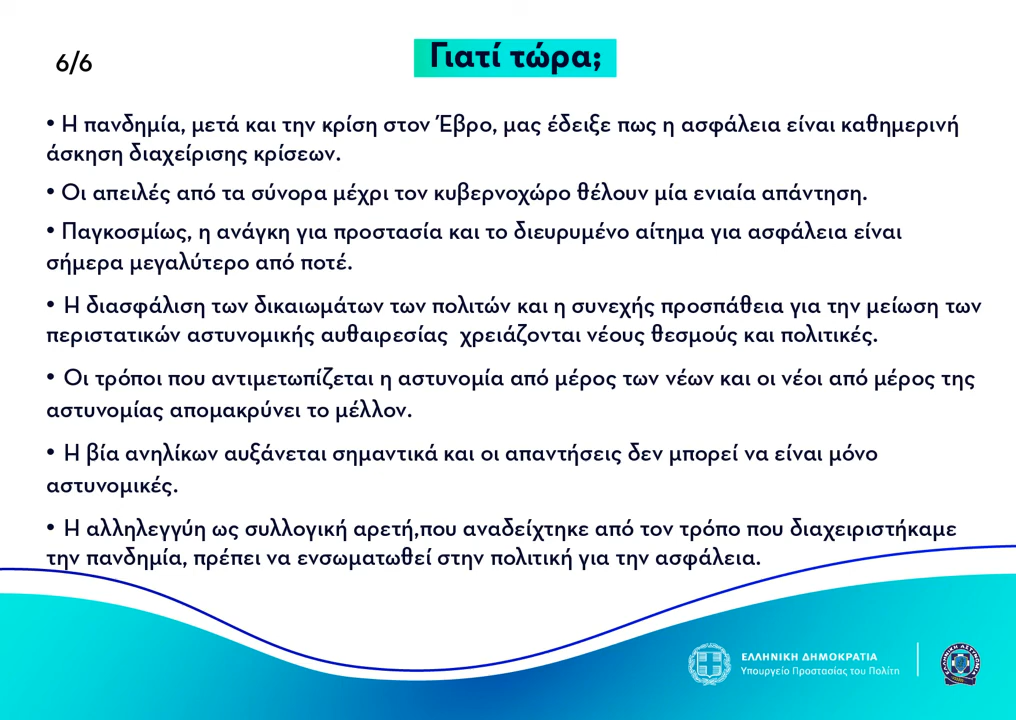 6/6
Γιατί τώρα;
• Η πανδημία, μετά και την κρίση στον Έβρο, μας έδειξε πως η ασφάλεια είναι καθημερινή
άσκηση διαχείρισης κρίσεων.
• Οι απειλές από τα σύνορα μέχρι τον κυβερνοχώρο θέλουν μία ενιαία απάντηση.
• Παγκοσμίως, η ανάγκη για προστασία και το διευρυμένο αίτημα για ασφάλεια είναι
σήμερα μεγαλύτερο από ποτέ.
• Η διασφάλιση των δικαιωμάτων των πολιτών και η συνεχής προσπάθεια για την μείωση των
περιστατικών αστυνομικής αυθαιρεσίας  χρειάζονται νέους θεσμούς και πολιτικές.
• Οι τρόποι που αντιμετωπίζεται η αστυνομία από μέρος των νέων και οι νέοι από μέρος της
αστυνομίας απομακρύνει το μέλλον.
• Η βία ανηλίκων αυξάνεται σημαντικά και οι απαντήσεις δεν μπορεί να είναι μόνο
αστυνομικές.
• Η αλληλεγγύη ως συλλογική αρετή,που αναδείχτηκε από τον τρόπο που διαχειριστήκαμε
την πανδημία, πρέπει να ενσωματωθεί στην πολιτική για την ασφάλεια.
ΕΛΛΗΝΙΚΗ ΔΗΜΟΚΡΑΤΙΑ
Υπουργείο Προστασίας του Πολίτη
ΕΛΛΗΝΙΚΗ ΑΣΤΥΝΟΜΙΑ